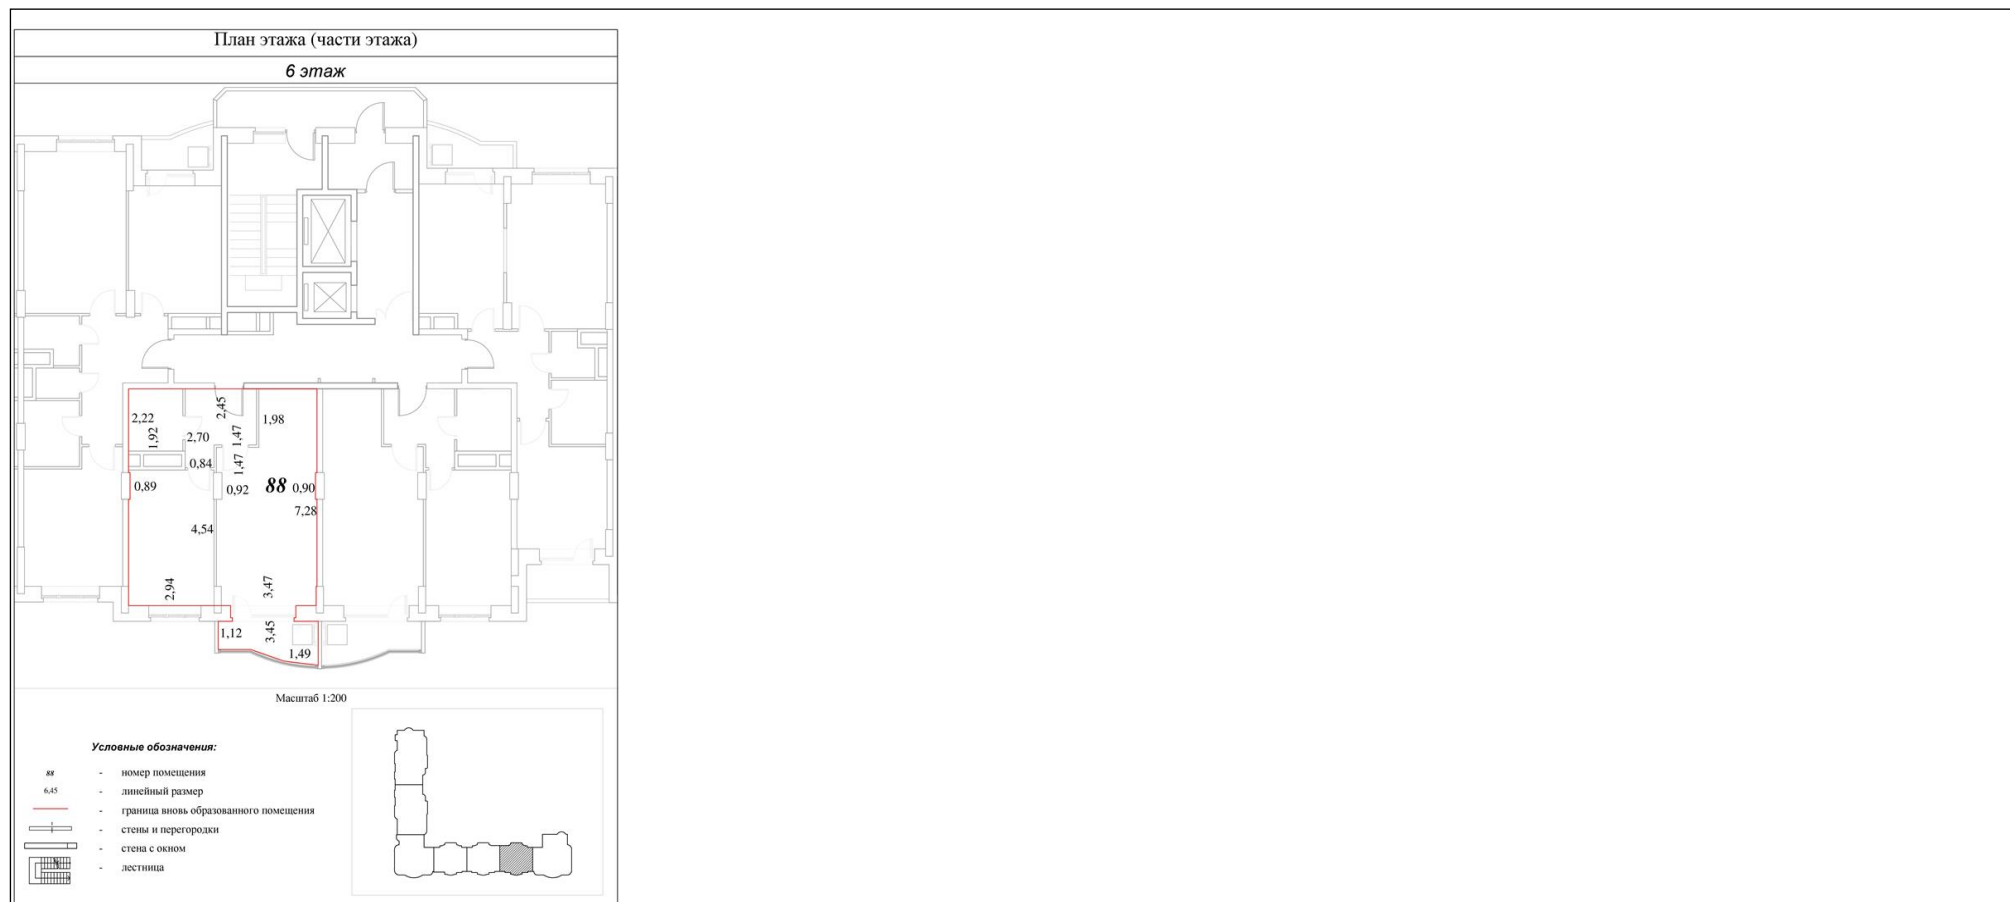 План этажа (части этажа)
6 этаж
2,45
2,22
1,98
1,92
2,70
1,47
0,84
1,47
0,89
0,92
88
0,90
7,28
4,54
2,94
3,47
1,12
3,45
1,49
Масштаб 1:200
Условные обозначения:
88 - номер помещения
6,45 - линейный размер
- граница вновь образованного помещения
- стены и перегородки
- стена с окном
- лестница